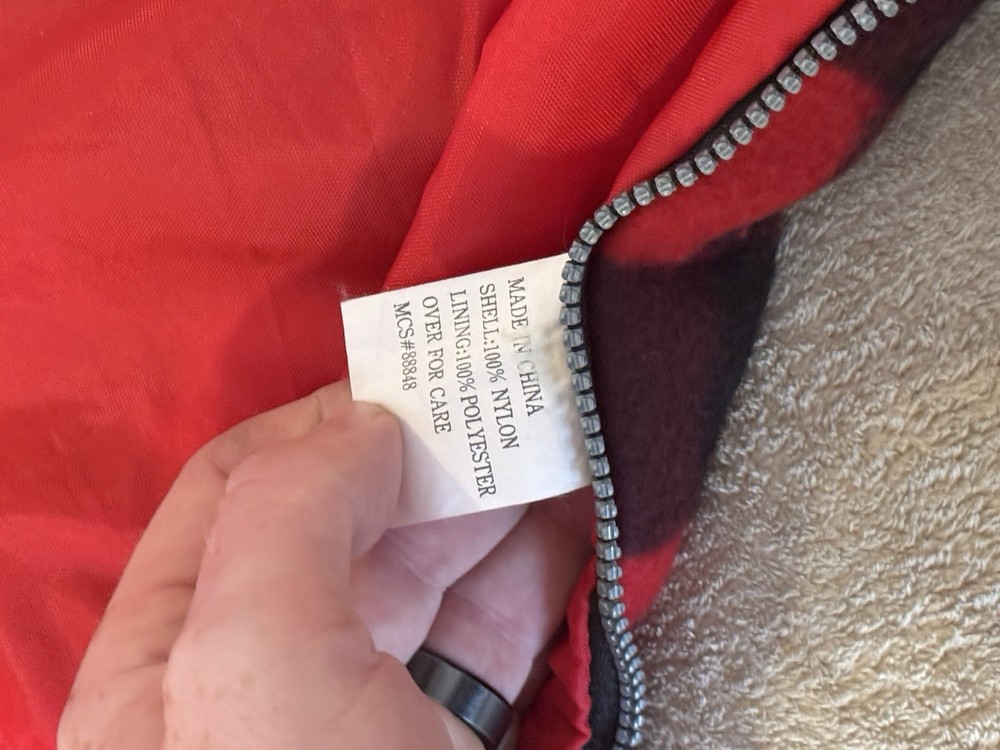 MADE IN CHINA
SHELL:100% NYLON
LINING:100%POLYESTER
OVER FOR CARE
MCS#88848